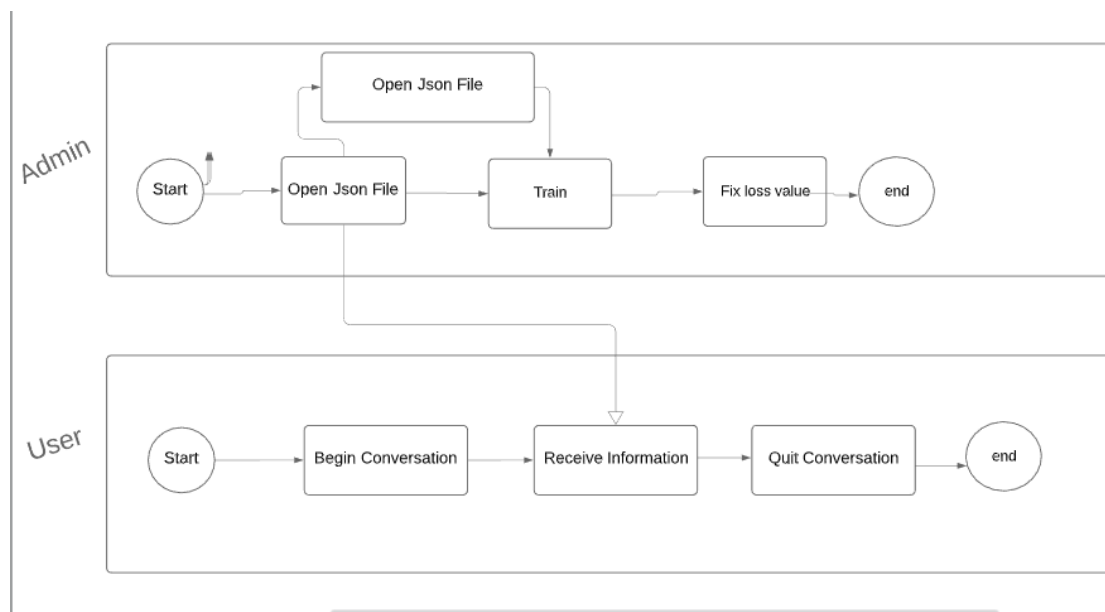 Admin
Open Json File
Start
Open Json File
Train
Fix loss value
end
User
Start
Begin Conversation
Receive Information
Quit Conversation
end